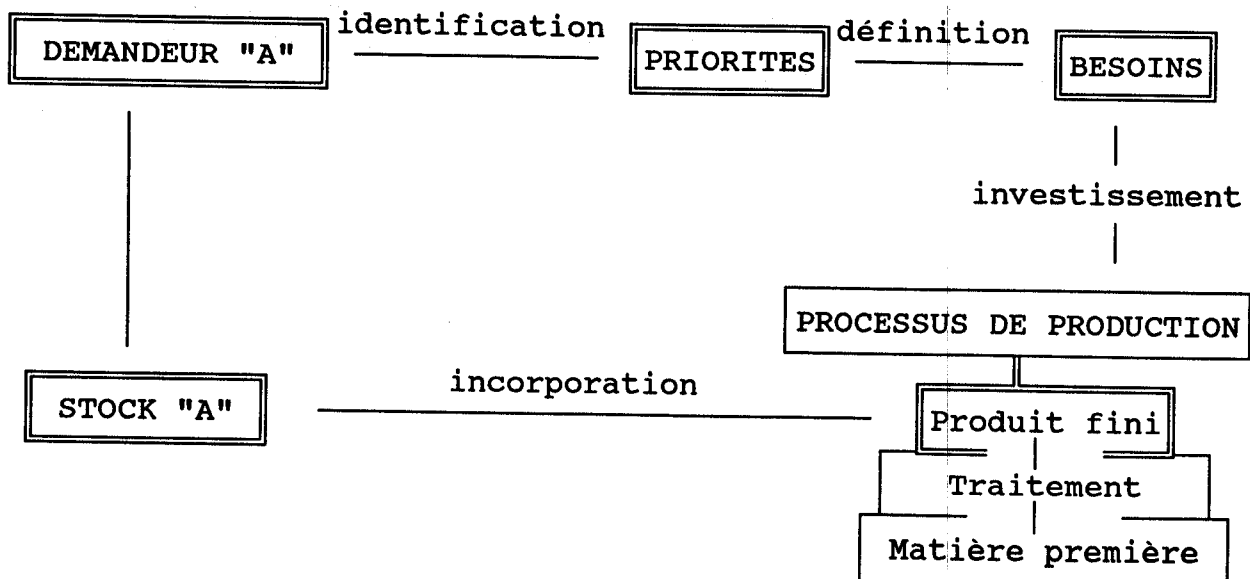 identification
définition
DEMANDEUR "A"
PRIORITES
BESOINS
investissement
PROCESSUS DE PRODUCTION
incorporation
STOCK "A"
Produit fini
Traitement
Matière première